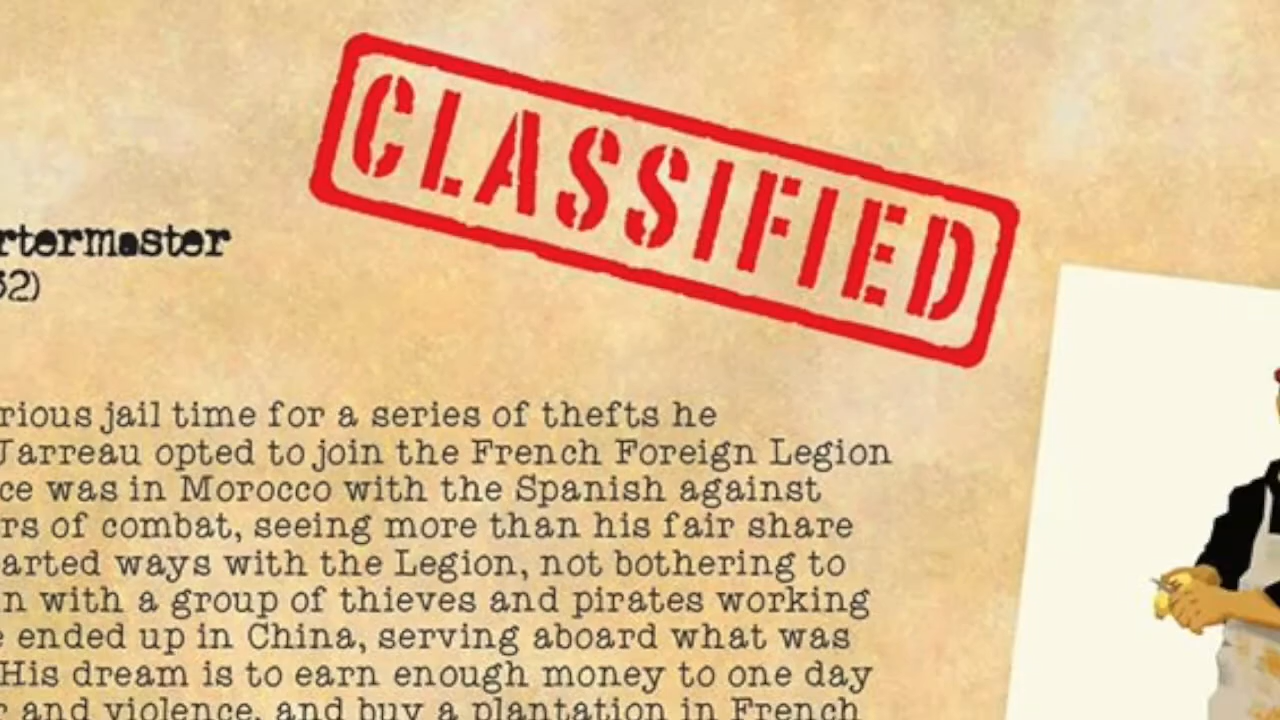 CLASSIFIED
rtermaster
32)
rious jail time for a series of thefts he
Jarreau opted to join the French Foreign Legion
ce was in Morocco with the Spanish against
rs of combat, seeing more than his fair share
arted ways with the Legion, not bothering to
n with a group of thieves and pirates working
e ended up in China, serving aboard what was
His dream is to earn enough money to one day
r and violence, and buy a plantation in French